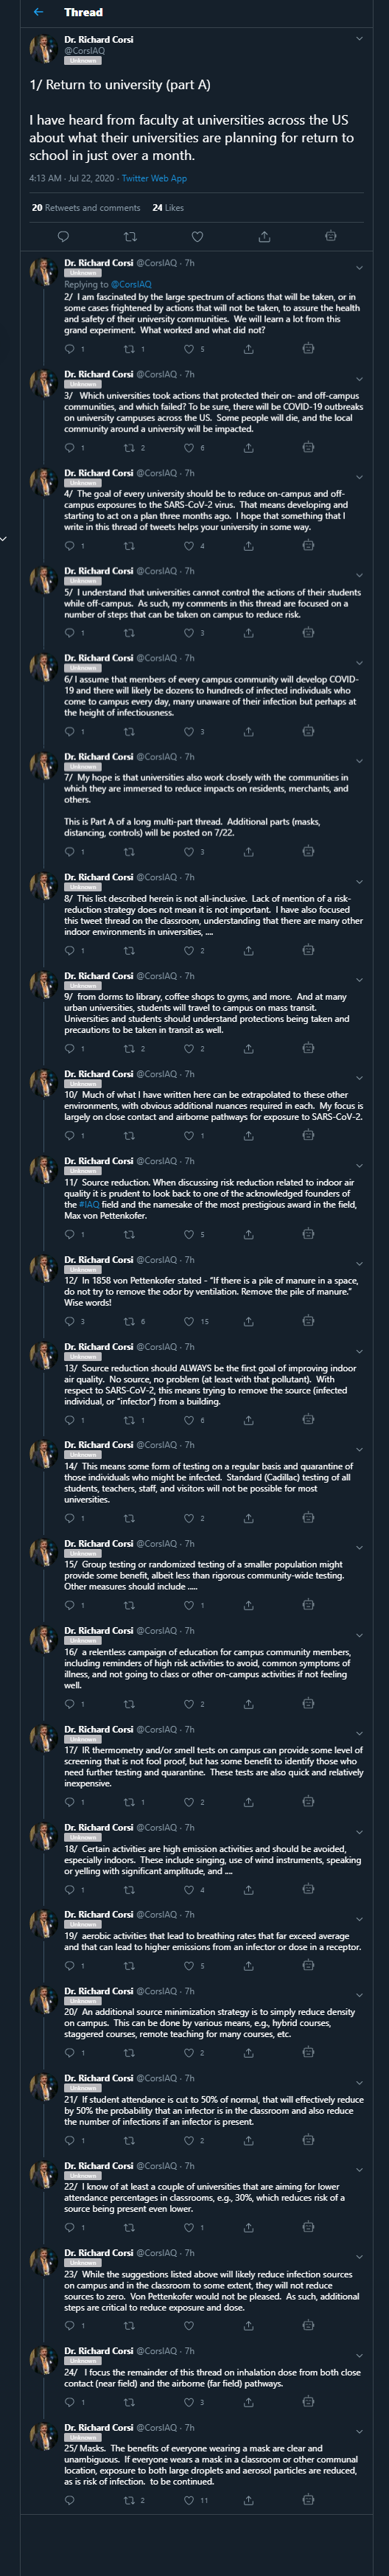 Thread
Dr. Richard Corsi
@CorsIAQ
Unknown
1/ Return to university (part A)
I have heard from faculty at universities across the US
about what their universities are planning for return to
school in just over a month.
4:13 AM · Jul 22, 2020 · Twitter Web App
20 Retweets and comments 24 Likes
Dr. Richard Corsi @CorsIAQ · 7h
Unknown
Replying to @CorsIAQ
2/ I am fascinated by the large spectrum of actions that will be taken, or in
some cases frightened by actions that will not be taken, to assure the health
and safety of their university communities. We will learn a lot from this
grand experiment. What worked and what did not?
1 1 5
Dr. Richard Corsi @CorsIAQ · 7h
Unknown
3/ Which universities took actions that protected their on- and off-campus
communities, and which failed? To be sure, there will be COVID-19 outbreaks
on university campuses across the US. Some people will die, and the local
community around a university will be impacted.
1 2 6
Dr. Richard Corsi @CorsIAQ · 7h
Unknown
4/ The goal of every university should be to reduce on-campus and off-
campus exposures to the SARS-CoV-2 virus. That means developing and
starting to act on a plan three months ago. I hope that something that I
write in this thread of tweets helps your university in some way.
1 4
Dr. Richard Corsi @CorsIAQ · 7h
Unknown
5/ I understand that universities cannot control the actions of their students
while off-campus. As such, my comments in this thread are focused on a
number of steps that can be taken on campus to reduce risk.
1 3
Dr. Richard Corsi @CorsIAQ · 7h
Unknown
6/ I assume that members of every campus community will develop COVID-
19 and there will likely be dozens to hundreds of infected individuals who
come to campus every day, many unaware of their infection but perhaps at
the height of infectiousness.
1 3
Dr. Richard Corsi @CorsIAQ · 7h
Unknown
7/ My hope is that universities also work closely with the communities in
which they are immersed to reduce impacts on residents, merchants, and
others.
This is Part A of a long multi-part thread. Additional parts (masks,
distancing, controls) will be posted on 7/22.
1 3
Dr. Richard Corsi @CorsIAQ · 7h
Unknown
8/ This list described herein is not all-inclusive. Lack of mention of a risk-
reduction strategy does not mean it is not important. I have also focused
this tweet thread on the classroom, understanding that there are many other
indoor environments in universities, ....
1 2
Dr. Richard Corsi @CorsIAQ · 7h
Unknown
9/ from dorms to library, coffee shops to gyms, and more. And at many
urban universities, students will travel to campus on mass transit.
Universities and students should understand protections being taken and
precautions to be taken in transit as well.
1 2 2
Dr. Richard Corsi @CorsIAQ · 7h
Unknown
10/ Much of what I have written here can be extrapolated to these other
environments, with obvious additional nuances required in each. My focus is
largely on close contact and airborne pathways for exposure to SARS-CoV-2.
1 1
Dr. Richard Corsi @CorsIAQ · 7h
Unknown
11/ Source reduction. When discussing risk reduction related to indoor air
quality it is prudent to look back to one of the acknowledged founders of
the #IAQ field and the namesake of the most prestigious award in the field,
Max von Pettenkofer.
1 5
Dr. Richard Corsi @CorsIAQ · 7h
Unknown
12/ In 1858 von Pettenkofer stated - "If there is a pile of manure in a space,
do not try to remove the odor by ventilation. Remove the pile of manure."
Wise words!
3 6 15
Dr. Richard Corsi @CorsIAQ · 7h
Unknown
13/ Source reduction should ALWAYS be the first goal of improving indoor
air quality. No source, no problem (at least with that pollutant). With
respect to SARS-CoV-2, this means trying to remove the source (infected
individual, or "infector") from a building.
1 1 6
Dr. Richard Corsi @CorsIAQ · 7h
Unknown
14/ This means some form of testing on a regular basis and quarantine of
those individuals who might be infected. Standard (Cadillac) testing of all
students, teachers, staff, and visitors will not be possible for most
universities.
1 2
Dr. Richard Corsi @CorsIAQ · 7h
Unknown
15/ Group testing or randomized testing of a smaller population might
provide some benefit, albeit less than rigorous community-wide testing.
Other measures should include .....
1 1
Dr. Richard Corsi @CorsIAQ · 7h
Unknown
16/ a relentless campaign of education for campus community members,
including reminders of high risk activities to avoid, common symptoms of
illness, and not going to class or other on-campus activities if not feeling
well.
1 2
Dr. Richard Corsi @CorsIAQ · 7h
Unknown
17/ IR thermometry and/or smell tests on campus can provide some level of
screening that is not fool proof, but has some benefit to identify those who
need further testing and quarantine. These tests are also quick and relatively
inexpensive.
1 1 2
Dr. Richard Corsi @CorsIAQ · 7h
Unknown
18/ Certain activities are high emission activities and should be avoided,
especially indoors. These include singing, use of wind instruments, speaking
or yelling with significant amplitude, and ....
1 4
Dr. Richard Corsi @CorsIAQ · 7h
Unknown
19/ aerobic activities that lead to breathing rates that far exceed average
and that can lead to higher emissions from an infector or dose in a receptor.
1 5
Dr. Richard Corsi @CorsIAQ · 7h
Unknown
20/ An additional source minimization strategy is to simply reduce density
on campus. This can be done by various means, e.g., hybrid courses,
staggered courses, remote teaching for many courses, etc.
1 2
Dr. Richard Corsi @CorsIAQ · 7h
Unknown
21/ If student attendance is cut to 50% of normal, that will effectively reduce
by 50% the probability that an infector is in the classroom and also reduce
the number of infections if an infector is present.
1 2
Dr. Richard Corsi @CorsIAQ · 7h
Unknown
22/ I know of at least a couple of universities that are aiming for lower
attendance percentages in classrooms, e.g., 30%, which reduces risk of a
source being present even lower.
1 1
Dr. Richard Corsi @CorsIAQ · 7h
Unknown
23/ While the suggestions listed above will likely reduce infection sources
on campus and in the classroom to some extent, they will not reduce
sources to zero. Von Pettenkofer would not be pleased. As such, additional
steps are critical to reduce exposure and dose.
1
Dr. Richard Corsi @CorsIAQ · 7h
Unknown
24/ I focus the remainder of this thread on inhalation dose from both close
contact (near field) and the airborne (far field) pathways.
1 3
Dr. Richard Corsi @CorsIAQ · 7h
Unknown
25/ Masks. The benefits of everyone wearing a mask are clear and
unambiguous. If everyone wears a mask in a classroom or other communal
location, exposure to both large droplets and aerosol particles are reduced,
as is risk of infection. to be continued.
2 11